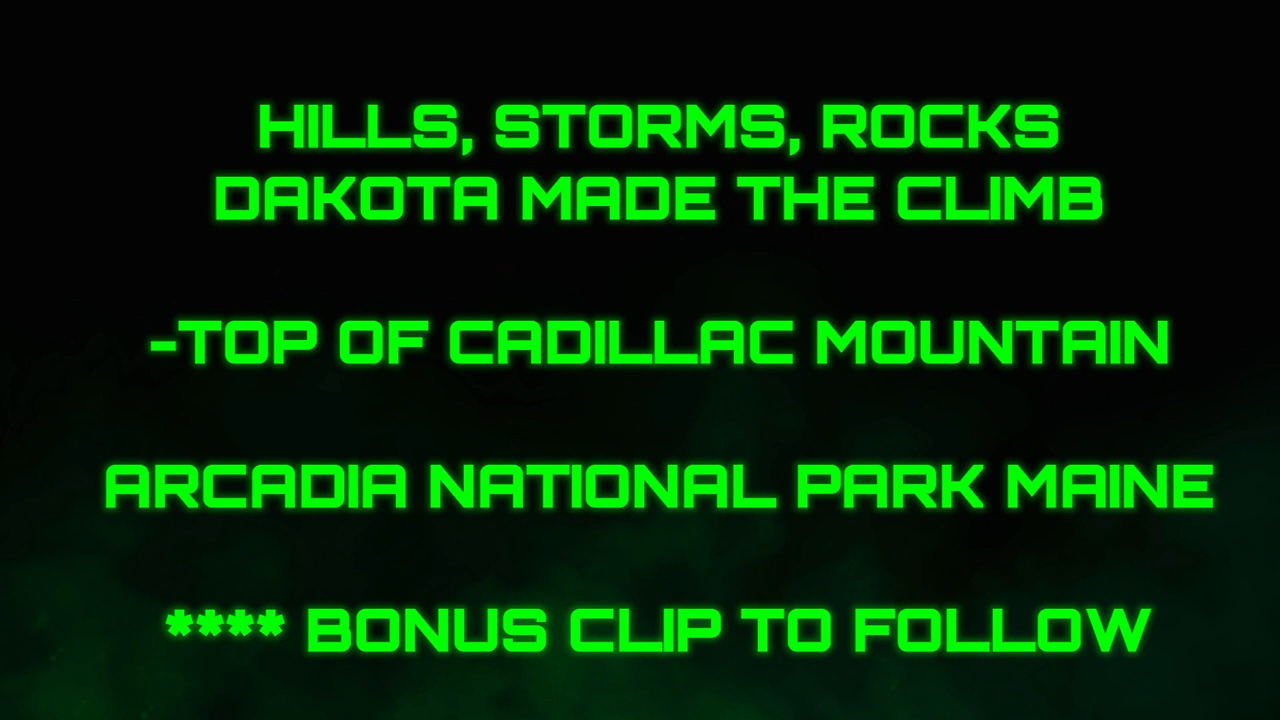 HILLS, STORMS, ROCKS
DAKOTA MADE THE CLIMB
-TOP OF CADILLAC MOUNTAIN
ARCADIA NATIONAL PARK MAINE
**** BONUS CLIP TO FOLLOW